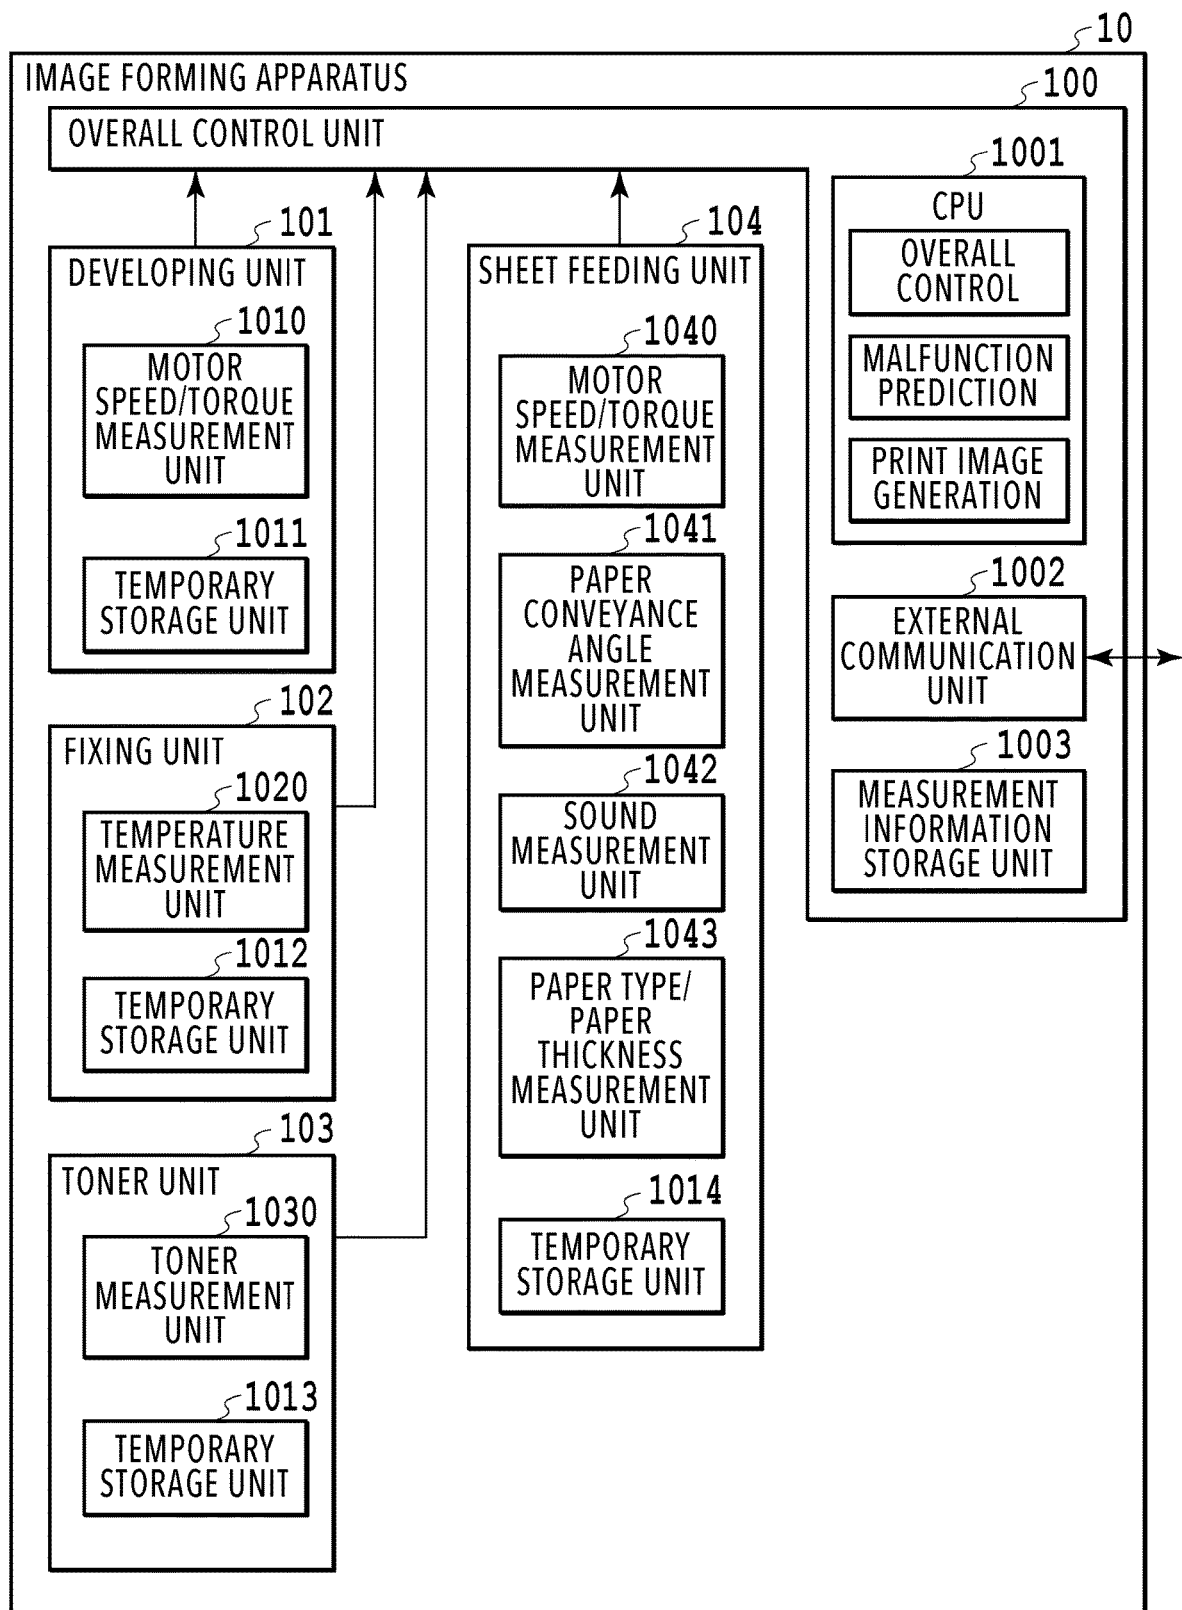 10
IMAGE FORMING APPARATUS
100
OVERALL CONTROL UNIT
101
DEVELOPING UNIT
1010
MOTOR
SPEED/TORQUE
MEASUREMENT
UNIT
1011
TEMPORARY
STORAGE UNIT
102
FIXING UNIT
1020
TEMPERATURE
MEASUREMENT
UNIT
1012
TEMPORARY
STORAGE UNIT
103
TONER UNIT
1030
TONER
MEASUREMENT
UNIT
1013
TEMPORARY
STORAGE UNIT
104
SHEET FEEDING UNIT
1040
MOTOR
SPEED/TORQUE
MEASUREMENT
UNIT
1041
PAPER
CONVEYANCE
ANGLE
MEASUREMENT
UNIT
1042
SOUND
MEASUREMENT
UNIT
1043
PAPER TYPE/
PAPER
THICKNESS
MEASUREMENT
UNIT
1014
TEMPORARY
STORAGE UNIT
1001
CPU
OVERALL
CONTROL
MALFUNCTION
PREDICTION
PRINT IMAGE
GENERATION
1002
EXTERNAL
COMMUNICATION
UNIT
1003
MEASUREMENT
INFORMATION
STORAGE UNIT